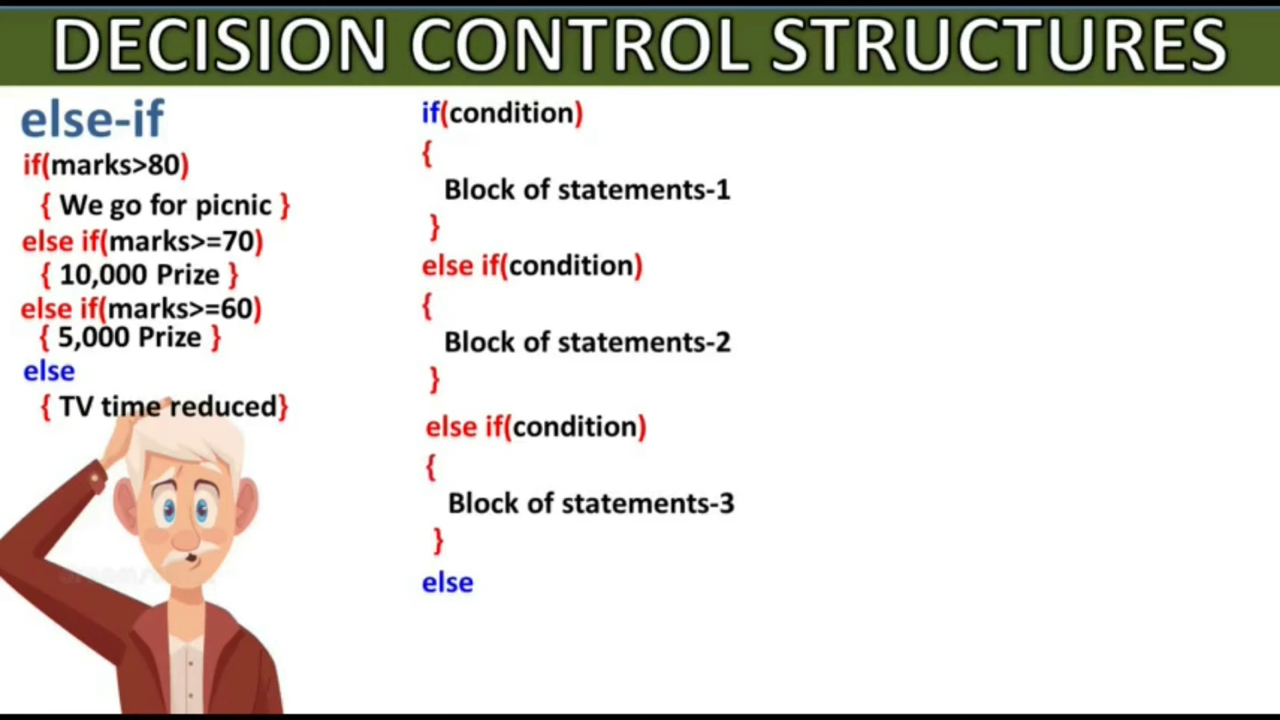 DECISION CONTROL STRUCTURES
else-if
if(marks>80)
{ We go for picnic }
else if(marks>=70)
{ 10,000 Prize }
else if(marks>=60)
{ 5,000 Prize }
else
{ TV time reduced}
if(condition)
{
Block of statements-1
}
else if(condition)
{
Block of statements-2
}
else if(condition)
{
Block of statements-3
}
else